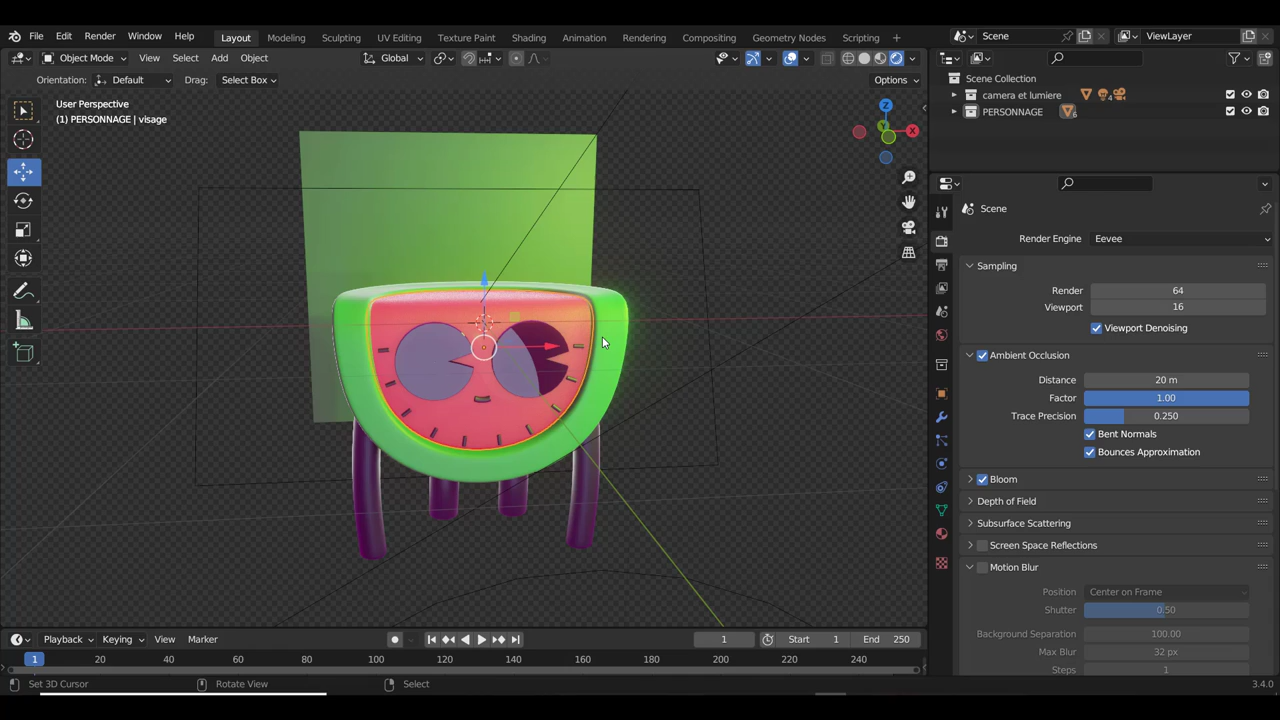 File Edit Render Window Help Layout Modeling Sculpting UV Editing Texture Paint Shading Animation Rendering Compositing Geometry Nodes Scripting Scene ViewLayer
Object Mode View Select Add Object Global
Orientation: Default Drag: Select Box Options
User Perspective
(1) PERSONNAGE | visage
Z
X
Y
Scene Collection
camera et lumiere 4
PERSONNAGE 6
Scene
Render Engine Eevee
Sampling
Render 64
Viewport 16
Viewport Denoising
Ambient Occlusion
Distance 20 m
Factor 1.00
Trace Precision 0.250
Bent Normals
Bounces Approximation
Bloom
Depth of Field
Subsurface Scattering
Screen Space Reflections
Motion Blur
Position Center on Frame
Shutter 0.50
Background Separation 100.00
Max Blur 32 px
Steps 1
Playback Keying View Marker 1 Start 1 End 250
1 20 40 60 80 100 120 140 160 180 200 220 240
Set 3D Cursor Rotate View Select 3.4.0